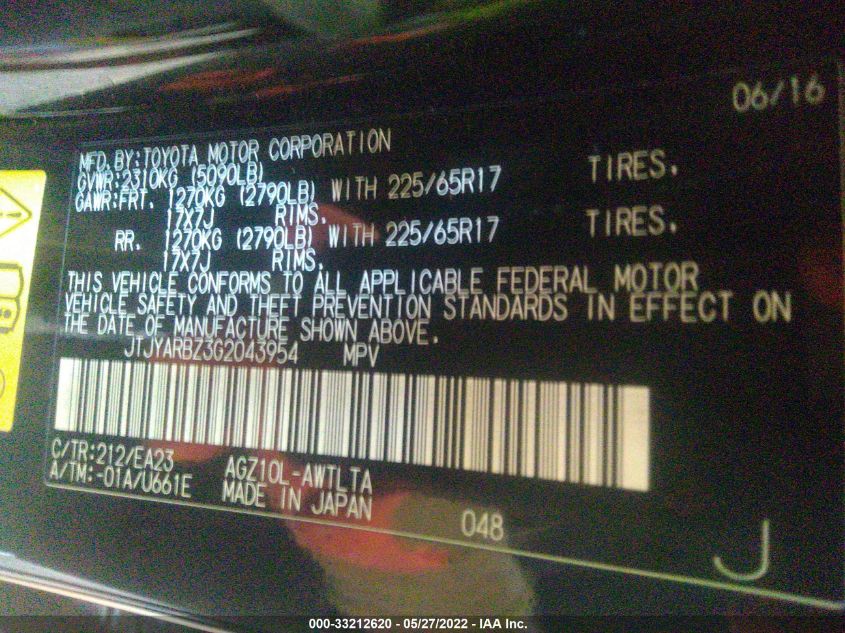 06/16
MFD. BY:TOYOTA MOTOR CORPORATION
GVWR:2310KG (5090LB)
GAWR:FRT. 1270KG (2790LB) WITH 225/65R17 TIRES.
17X7J RIMS.
RR. 1270KG (2790LB) WITH 225/65R17 TIRES.
17X7J RIMS.
THIS VEHICLE CONFORMS TO ALL APPLICABLE FEDERAL MOTOR
VEHICLE SAFETY AND THEFT PREVENTION STANDARDS IN EFFECT ON
THE DATE OF MANUFACTURE SHOWN ABOVE.
JTJYARBZ3G2043954 MPV
C/TR:212/EA23
A/TM:-01A/U661E
AGZ10L-AWTLTA
MADE IN JAPAN
048
J
000-33212620 - 05/27/2022 - IAA Inc.